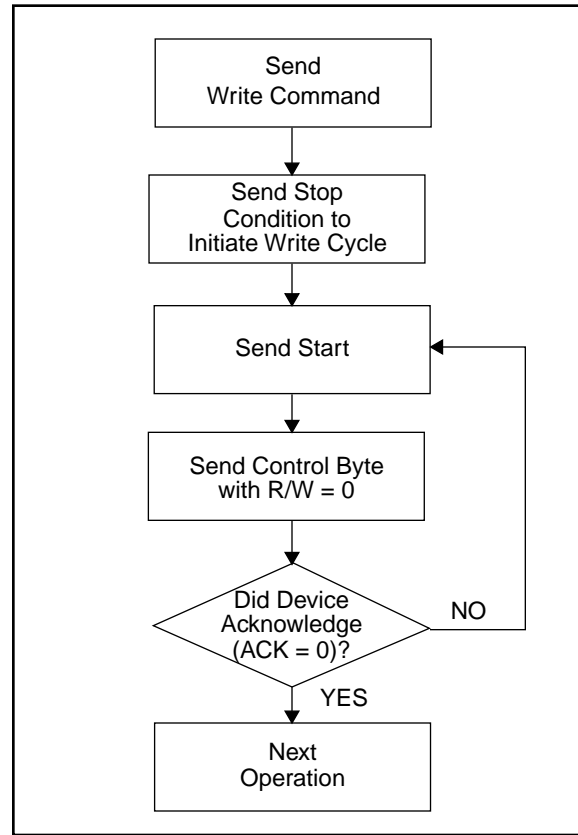 Send
Write Command
Send Stop
Condition to
Initiate Write Cycle
Send Start
Send Control Byte
with R/W = 0
Did Device
Acknowledge
(ACK = 0)?
NO
YES
Next
Operation